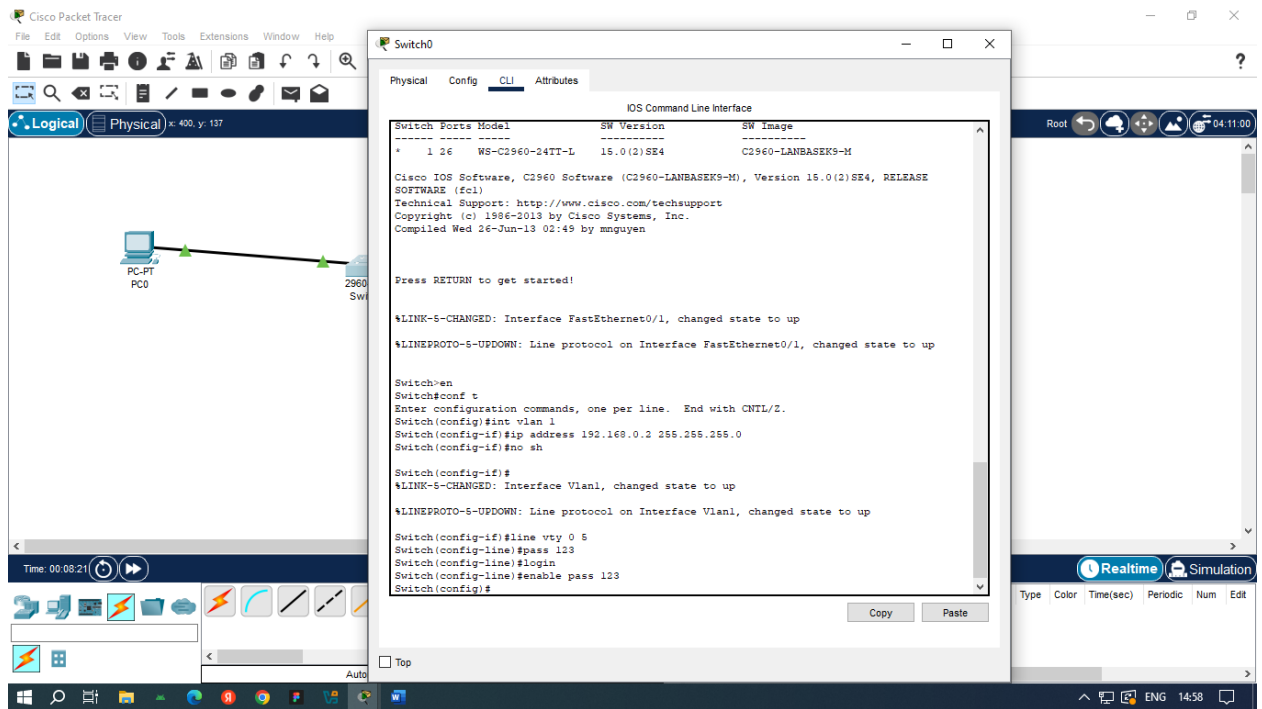 Cisco Packet Tracer
File Edit Options View Tools Extensions Window Help
Logical
Physical x: 400, y: 137
Root
04:11:00
PC-PT
PC0
2960
Swi
Switch0
Physical Config CLI Attributes
IOS Command Line Interface
Switch Ports Model SW Version SW Image
------ ----- ----- ---------- ----------
* 1 26 WS-C2960-24TT-L 15.0(2)SE4 C2960-LANBASEK9-M
Cisco IOS Software, C2960 Software (C2960-LANBASEK9-M), Version 15.0(2)SE4, RELEASE
SOFTWARE (fc1)
Technical Support: http://www.cisco.com/techsupport
Copyright (c) 1986-2013 by Cisco Systems, Inc.
Compiled Wed 26-Jun-13 02:49 by mnguyen
Press RETURN to get started!
%LINK-5-CHANGED: Interface FastEthernet0/1, changed state to up
%LINEPROTO-5-UPDOWN: Line protocol on Interface FastEthernet0/1, changed state to up
Switch>en
Switch#conf t
Enter configuration commands, one per line. End with CNTL/Z.
Switch(config)#int vlan 1
Switch(config-if)#ip address 192.168.0.2 255.255.255.0
Switch(config-if)#no sh
Switch(config-if)#
%LINK-5-CHANGED: Interface Vlan1, changed state to up
%LINEPROTO-5-UPDOWN: Line protocol on Interface Vlan1, changed state to up
Switch(config-if)#line vty 0 5
Switch(config-line)#pass 123
Switch(config-line)#login
Switch(config-line)#enable pass 123
Switch(config)#
Copy Paste
Top
Time: 00:08:21
Realtime Simulation
Type Color Time(sec) Periodic Num Edit
Auto
ENG 14:58